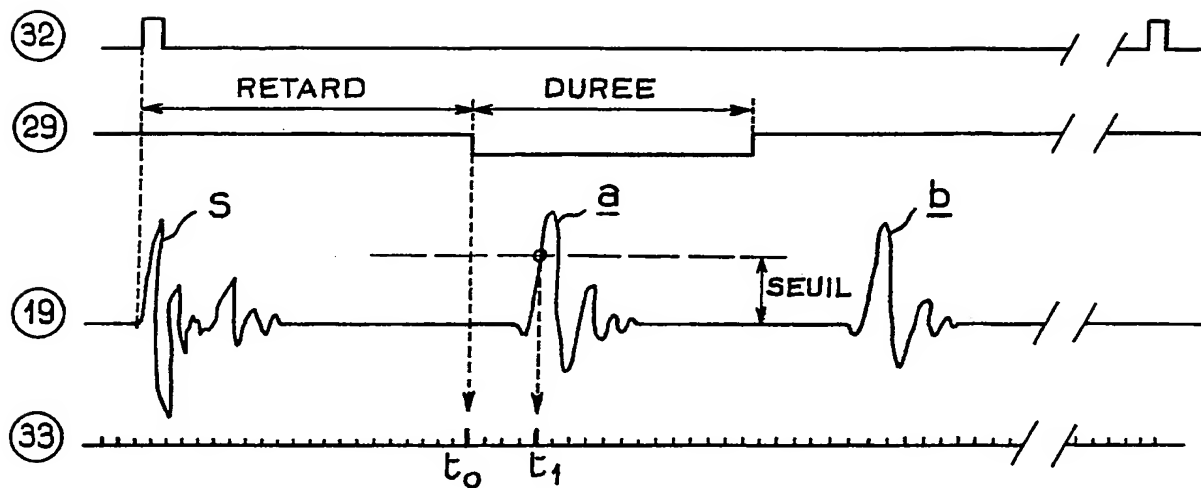 32
RETARD DUREE
29
S a b
SEUIL
19
33
t₀ t₁